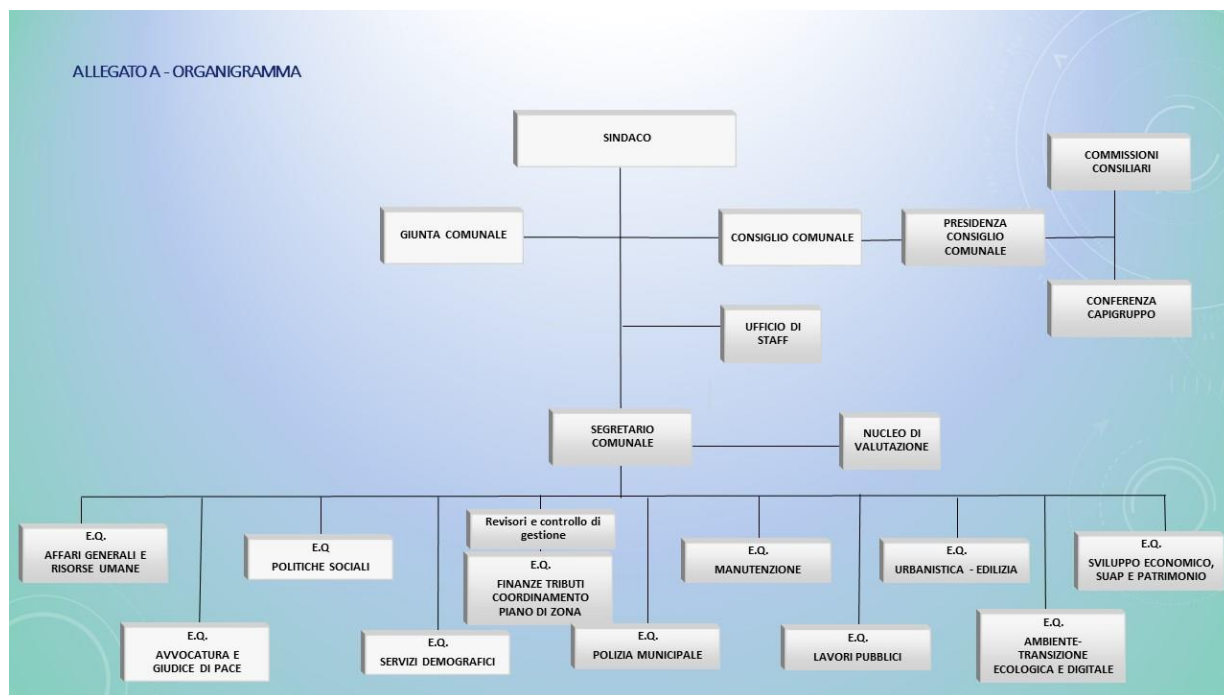 ALLEGATO A - ORGANIGRAMMA
SINDACO
COMMISSIONI
CONSILIARI
GIUNTA COMUNALE
CONSIGLIO COMUNALE
PRESIDENZA
CONSIGLIO
COMUNALE
CONFERENZA
CAPIGRUPPO
UFFICIO DI
STAFF
SEGRETARIO
COMUNALE
NUCLEO DI
VALUTAZIONE
E.Q.
AFFARI GENERALI E
RISORSE UMANE
E.Q.
AVVOCATURA E
GIUDICE DI PACE
E.Q
POLITICHE SOCIALI
E.Q.
SERVIZI DEMOGRAFICI
Revisori e controllo di
gestione
E.Q.
FINANZE TRIBUTI
COORDINAMENTO
PIANO DI ZONA
E.Q.
POLIZIA MUNICIPALE
E.Q.
MANUTENZIONE
E.Q.
LAVORI PUBBLICI
E.Q.
URBANISTICA - EDILIZIA
E.Q.
AMBIENTE-
TRANSIZIONE
ECOLOGICA E DIGITALE
E.Q.
SVILUPPO ECONOMICO,
SUAP E PATRIMONIO